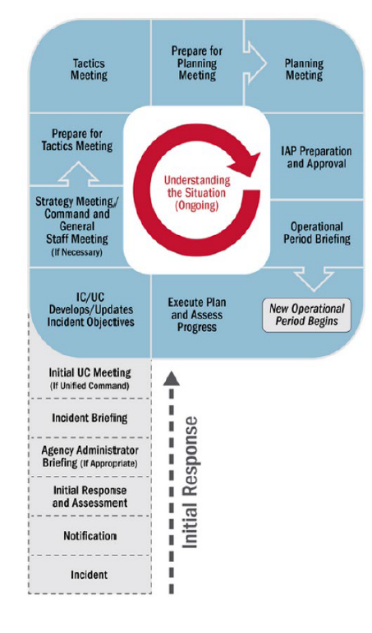 Tactics
Meeting
Prepare for
Planning
Meeting
Planning
Meeting
Prepare for
Tactics Meeting
Understanding
the Situation
(Ongoing)
IAP Preparation
and Approval
Strategy Meeting/
Command and
General
Staff Meeting
(If Necessary)
Operational
Period Briefing
IC/UC
Develops/Updates
Incident Objectives
Execute Plan
and Assess
Progress
New Operational
Period Begins
Initial UC Meeting
(If Unified Command)
Incident Briefing
Agency Administrator
Briefing (If Appropriate)
Initial Response
and Assessment
Notification
Incident
Initial Response